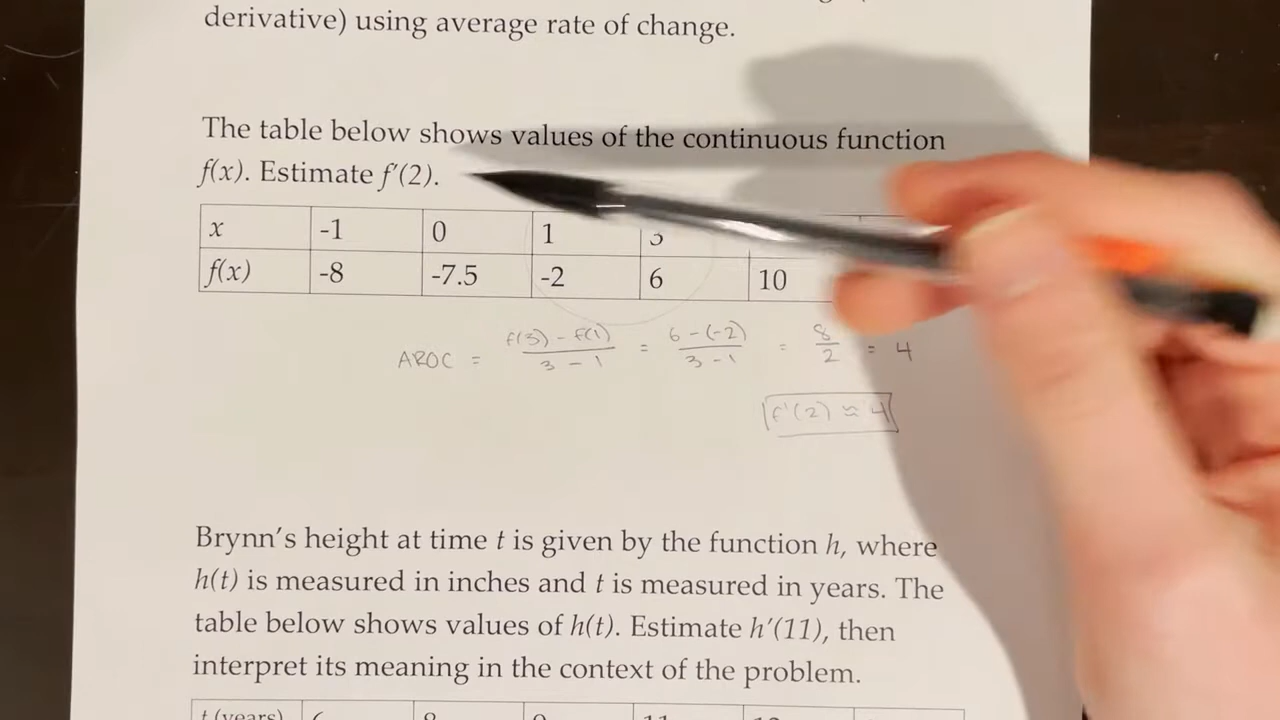 derivative) using average rate of change.
The table below shows values of the continuous function
f(x). Estimate f'(2).
x -1 0 1 3
f(x) -8 -7.5 -2 6 10
AROC = f(3) - f(1) / 3 - 1 = 6 - (-2) / 3 - 1 = 8/2 = 4
f'(2) ≈ 4
Brynn's height at time t is given by the function h, where
h(t) is measured in inches and t is measured in years. The
table below shows values of h(t). Estimate h'(11), then
interpret its meaning in the context of the problem.
t (years)